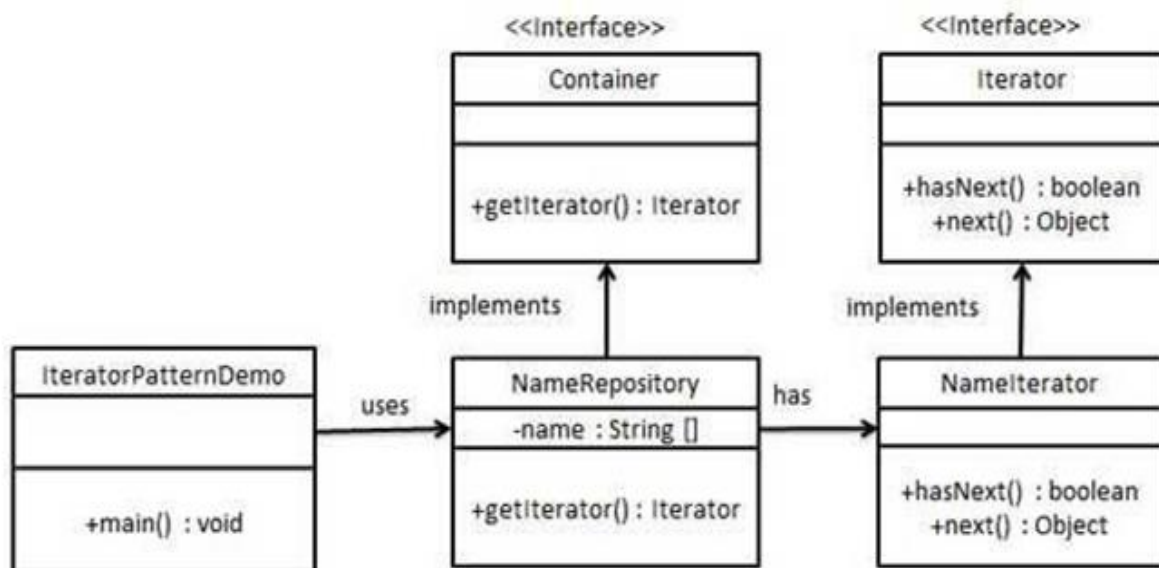 <<Interface>>
Container
+getIterator() : Iterator
<<Interface>>
Iterator
+hasNext() : boolean
+next() : Object
implements
implements
IteratorPatternDemo
+main() : void
uses
NameRepository
-name : String []
+getIterator() : Iterator
has
NameIterator
+hasNext() : boolean
+next() : Object